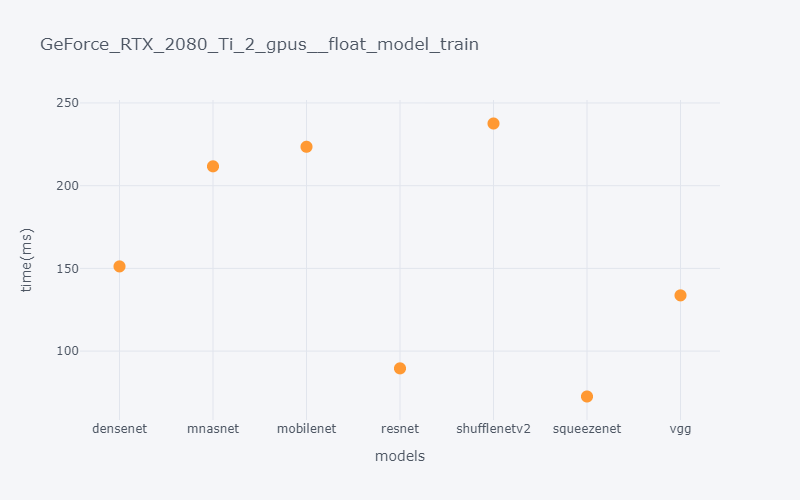 GeForce_RTX_2080_Ti_2_gpus__float_model_train
250
200
150
100
time(ms)
densenet mnasnet mobilenet resnet shufflenetv2 squeezenet vgg
models